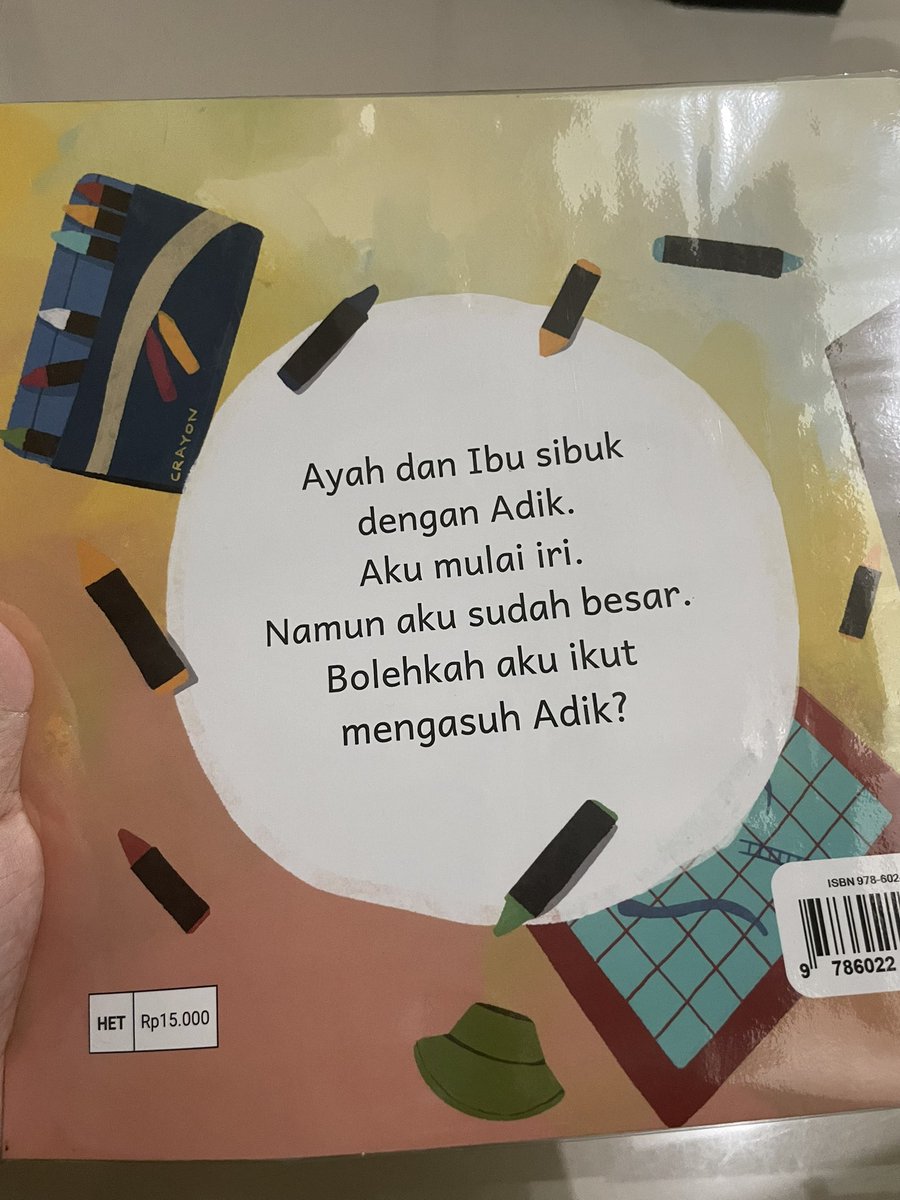 CRAYON
Ayah dan Ibu sibuk
dengan Adik.
Aku mulai iri.
Namun aku sudah besar.
Bolehkah aku ikut
mengasuh Adik?
ISBN 978-602
9 786022
HET Rp15.000